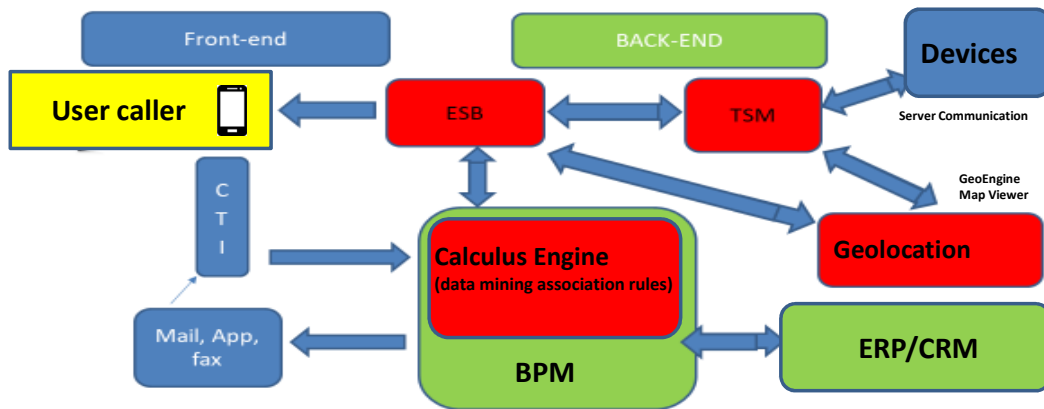 Front-end
BACK-END
Devices
User caller
ESB
TSM
Server Communication
C
T
I
GeoEngine
Map Viewer
Calculus Engine
(data mining association rules)
Geolocation
Mail, App,
fax
BPM
ERP/CRM